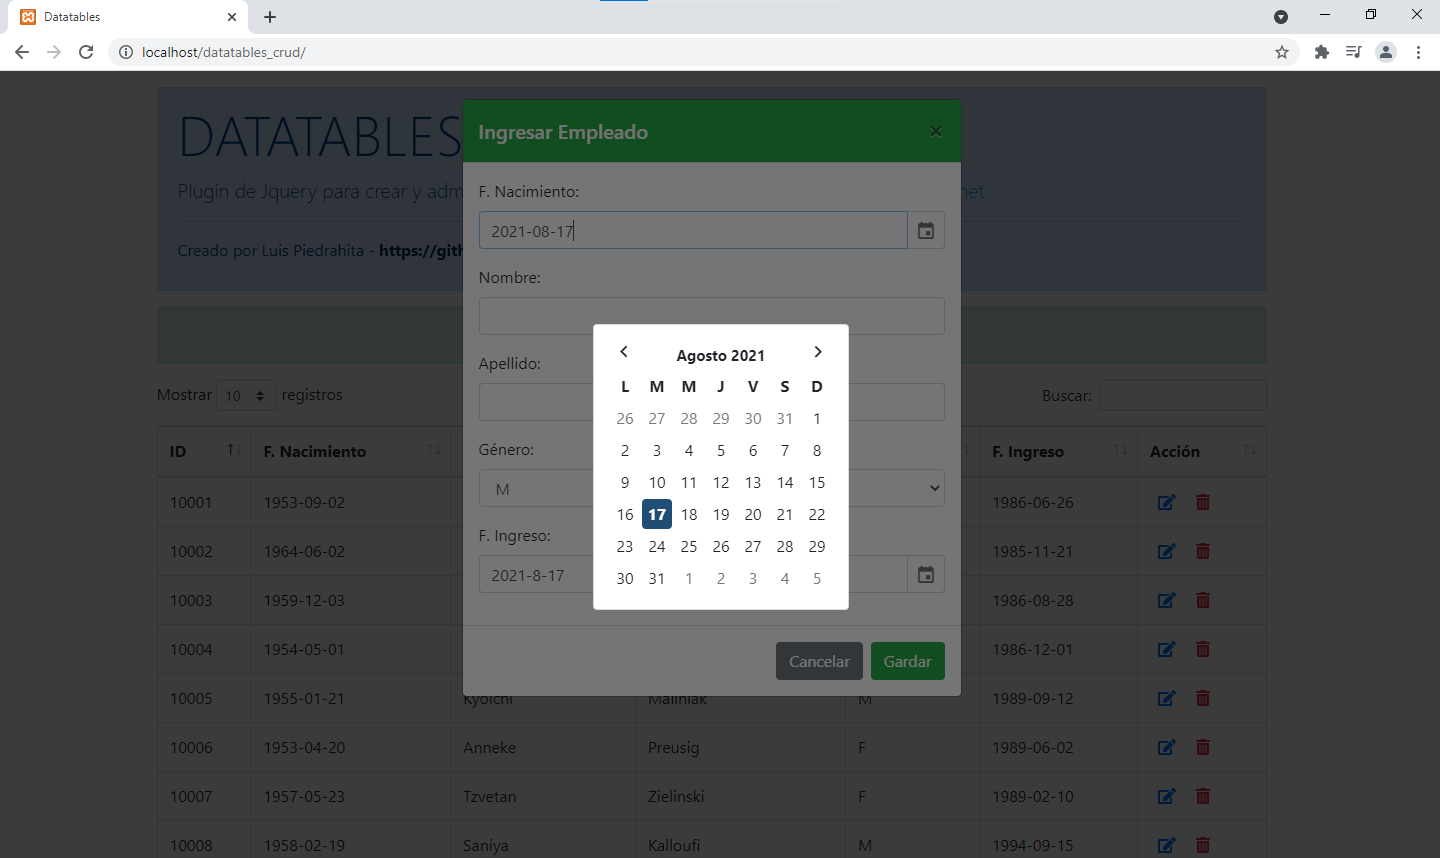 Datatables
localhost/datatables_crud/
DATATABLES
Plugin de Jquery para crear y adm
net
Creado por Luis Piedrahita - https://gith
Ingresar Empleado
F. Nacimiento:
2021-08-17
Nombre:
Apellido:
Género:
M
F. Ingreso:
2021-8-17
Cancelar Gardar
Agosto 2021
L M M J V S D
26 27 28 29 30 31 1
2 3 4 5 6 7 8
9 10 11 12 13 14 15
16 17 18 19 20 21 22
23 24 25 26 27 28 29
30 31 1 2 3 4 5
Mostrar 10 registros
Buscar:
ID F. Nacimiento F. Ingreso Acción
10001 1953-09-02 1986-06-26
10002 1964-06-02 1985-11-21
10003 1959-12-03 1986-08-28
10004 1954-05-01 1986-12-01
10005 1955-01-21 Kyoichi Maliniak M 1989-09-12
10006 1953-04-20 Anneke Preusig F 1989-06-02
10007 1957-05-23 Tzvetan Zielinski F 1989-02-10
10008 1958-02-19 Saniya Kalloufi M 1994-09-15